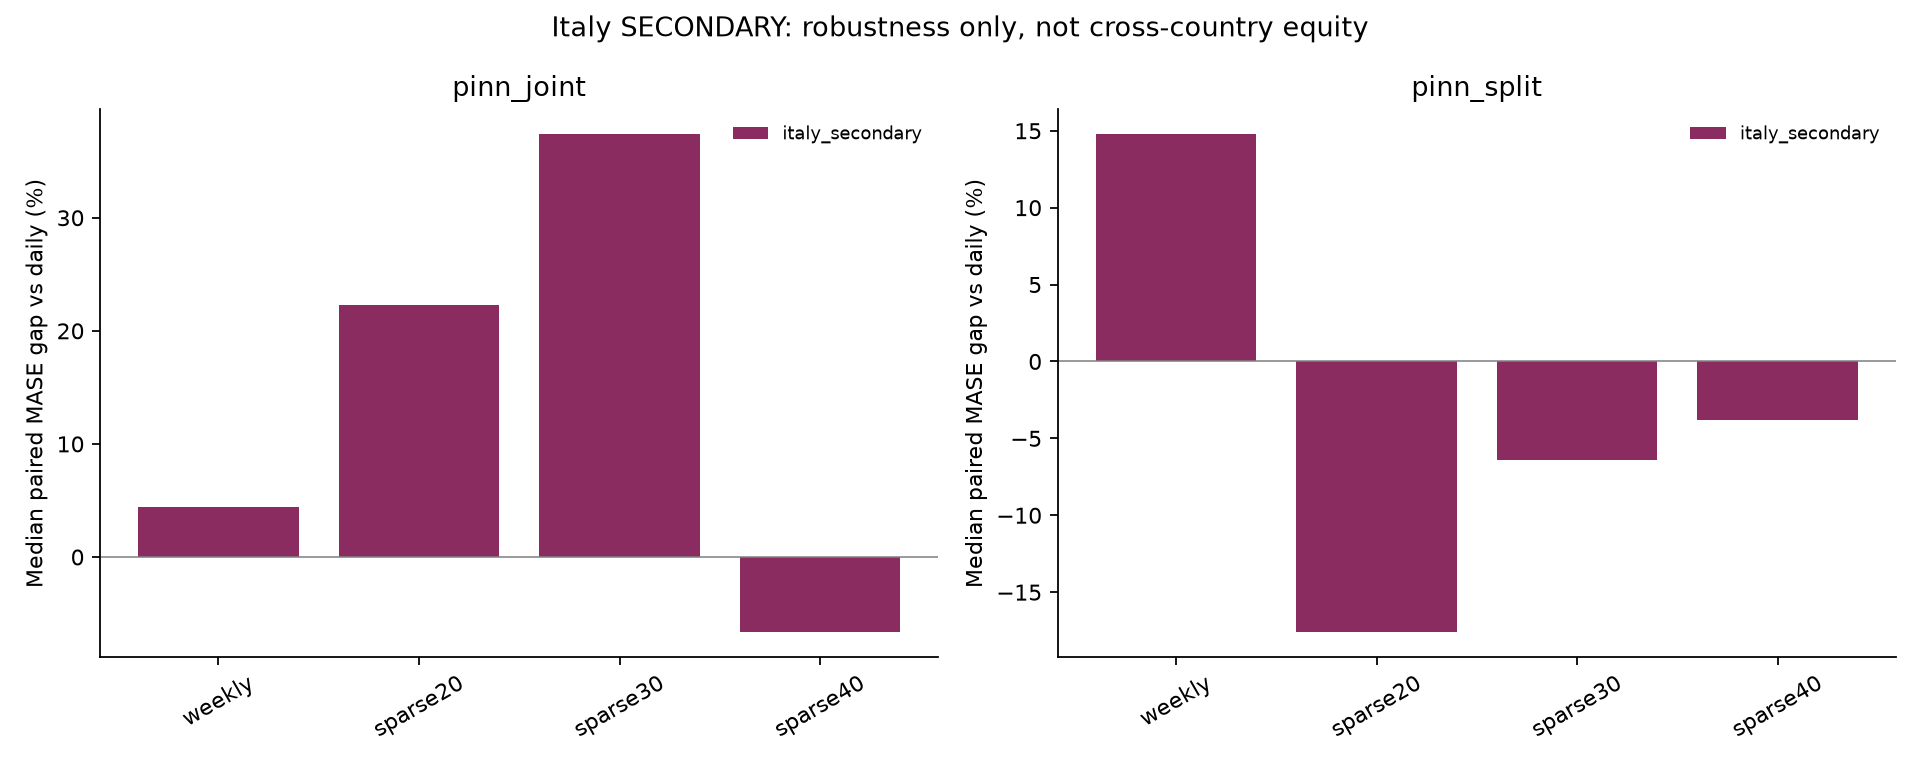 Italy SECONDARY: robustness only, not cross-country equity
pinn_joint
Median paired MASE gap vs daily (%)
30
20
10
0
italy_secondary
weekly
sparse20
sparse30
sparse40
pinn_split
Median paired MASE gap vs daily (%)
15
10
5
0
−5
−10
−15
italy_secondary
weekly
sparse20
sparse30
sparse40